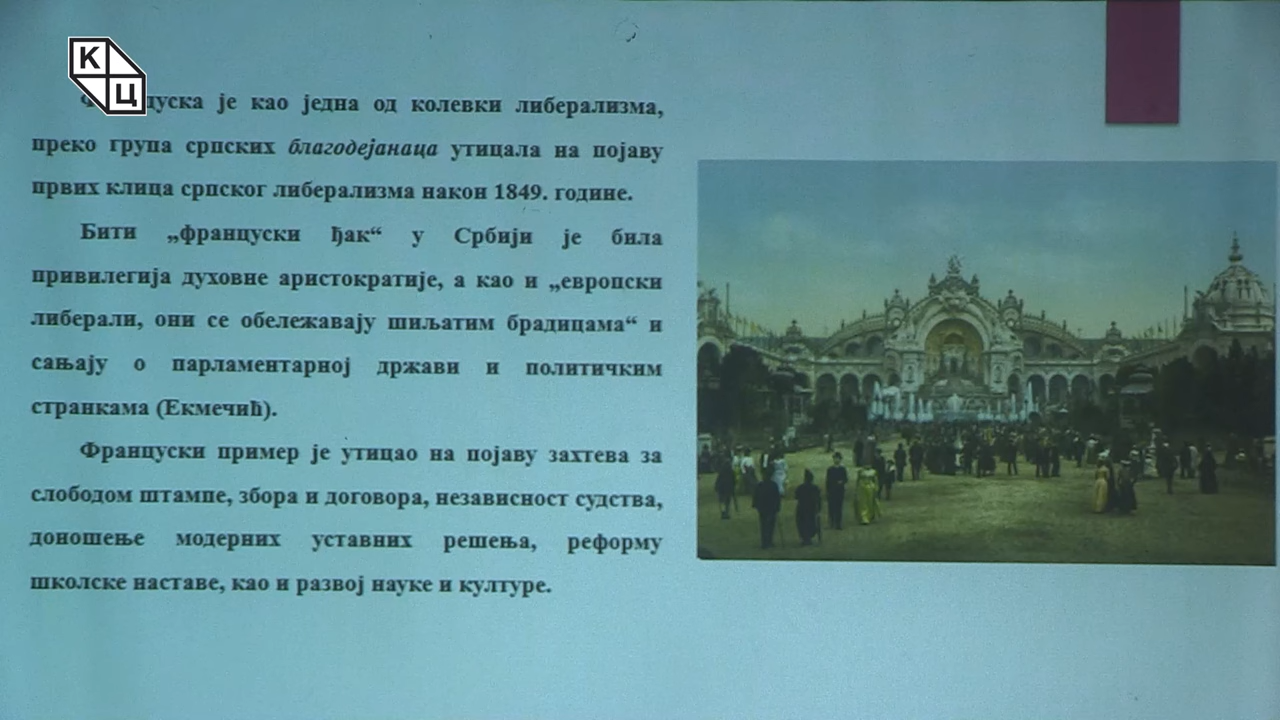 К
Ц
је као једна од колевки либерализма,
преко група српских благодејанаца утицала на појаву
првих клица српског либерализма након 1849. године.
Бити „француски ђак“ у Србији је била
привилегија духовне аристократије, а као и „европски
либерали, они се обележавају шиљатим брадицама“ и
сањају о парламентарној држави и политичким
странкама (Екмечић).
Француски пример је утицао на појаву захтева за
слободом штампе, збора и договора, независност судства,
доношење модерних уставних решења, реформу
школске наставе, као и развој науке и културе.